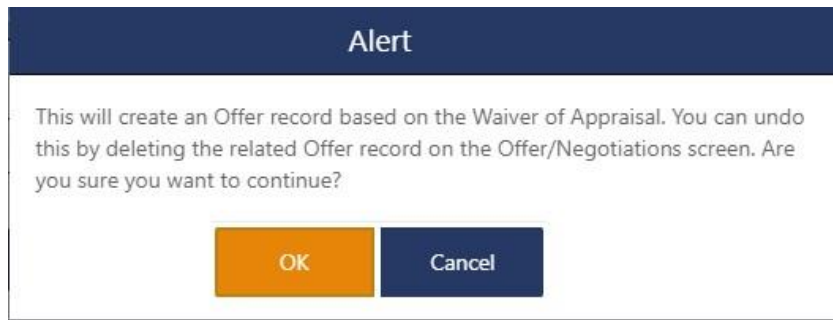 Alert
This will create an Offer record based on the Waiver of Appraisal. You can undo
this by deleting the related Offer record on the Offer/Negotiations screen. Are
you sure you want to continue?
OK Cancel